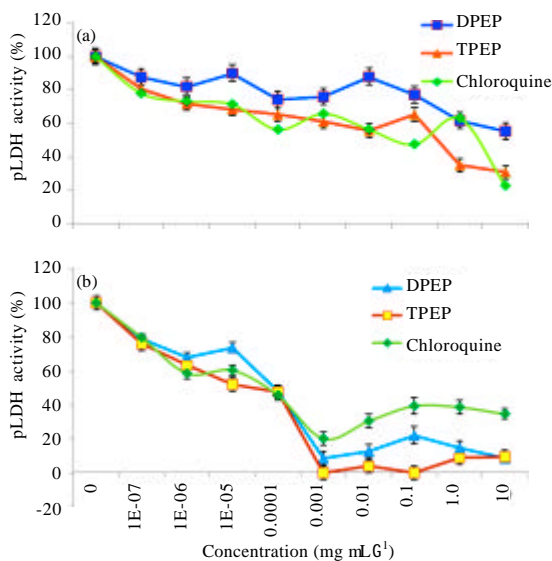 120
(a)
DPEP
100
TPEP
80
Chloroquine
60
40
20
0
pLDH activity (%)
120
(b)
DPEP
100
TPEP
80
Chloroquine
60
40
20
0
-20
pLDH activity (%)
0
1E-07
1E-06
1E-05
0.0001
0.001
0.01
0.1
1.0
10
Concentration (mg mLG¹)